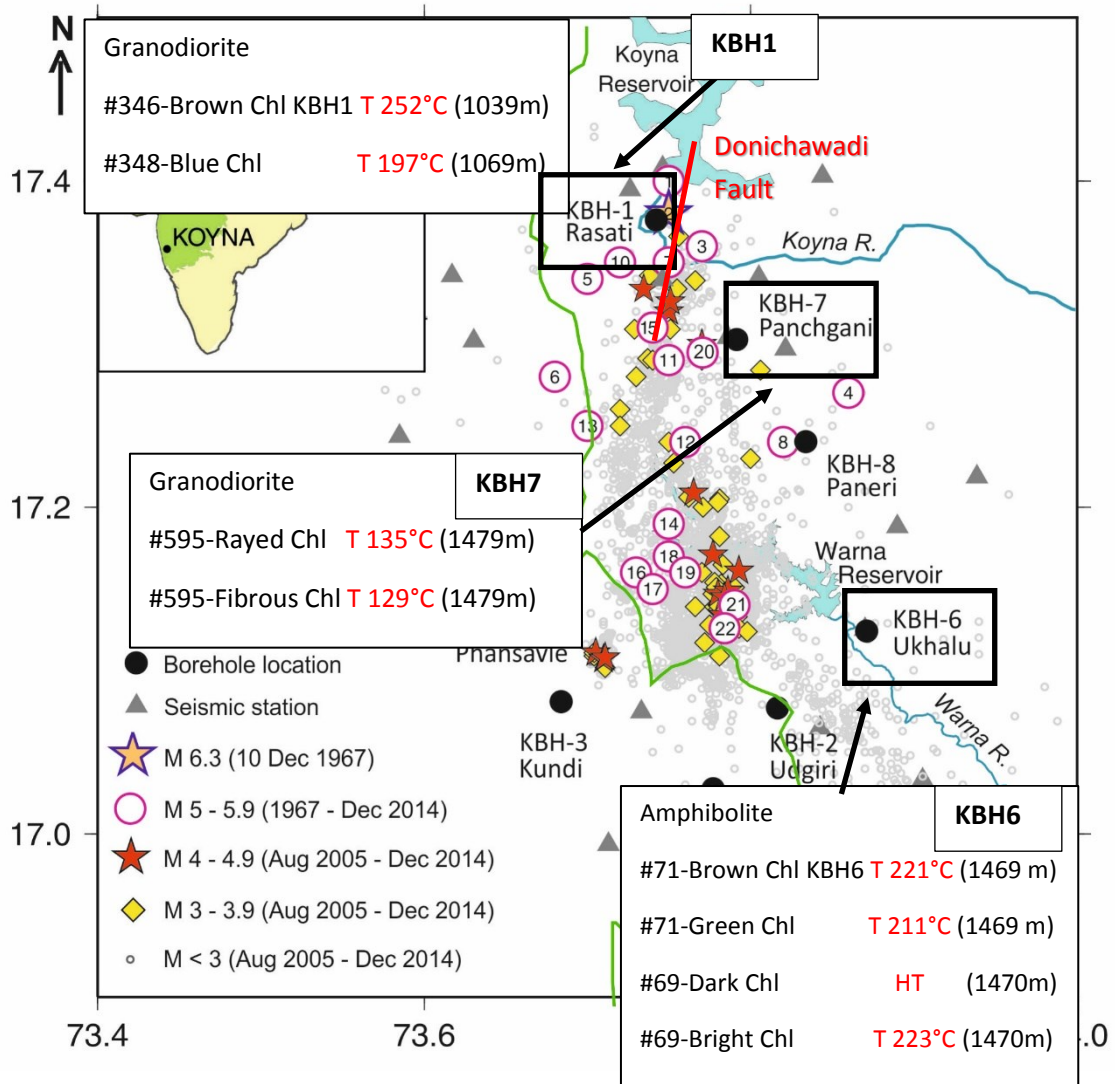 N
Granodiorite
#346-Brown Chl KBH1 T 252°C (1039m)
#348-Blue Chl T 197°C (1069m)
KBH1
Koyna
Reservoir
Donichawadi
Fault
17.4
KOYNA
KBH-1
Rasati
3
Koyna R.
10
7
5
KBH-7
Panchgani
15
20
11
6
4
13
12
8
KBH-8
Paneri
Granodiorite
KBH7
#595-Rayed Chl T 135°C (1479m)
#595-Fibrous Chl T 129°C (1479m)
17.2
14
18
16
19
17
Warna
Reservoir
21
22
KBH-6
Ukhalu
Phansavle
Warna R.
Borehole location
Seismic station
M 6.3 (10 Dec 1967)
M 5 - 5.9 (1967 - Dec 2014)
M 4 - 4.9 (Aug 2005 - Dec 2014)
M 3 - 3.9 (Aug 2005 - Dec 2014)
M < 3 (Aug 2005 - Dec 2014)
KBH-3
Kundi
KBH-2
Udgiri
17.0
Amphibolite
KBH6
#71-Brown Chl KBH6 T 221°C (1469 m)
#71-Green Chl T 211°C (1469 m)
#69-Dark Chl HT (1470m)
#69-Bright Chl T 223°C (1470m)
73.4
73.6